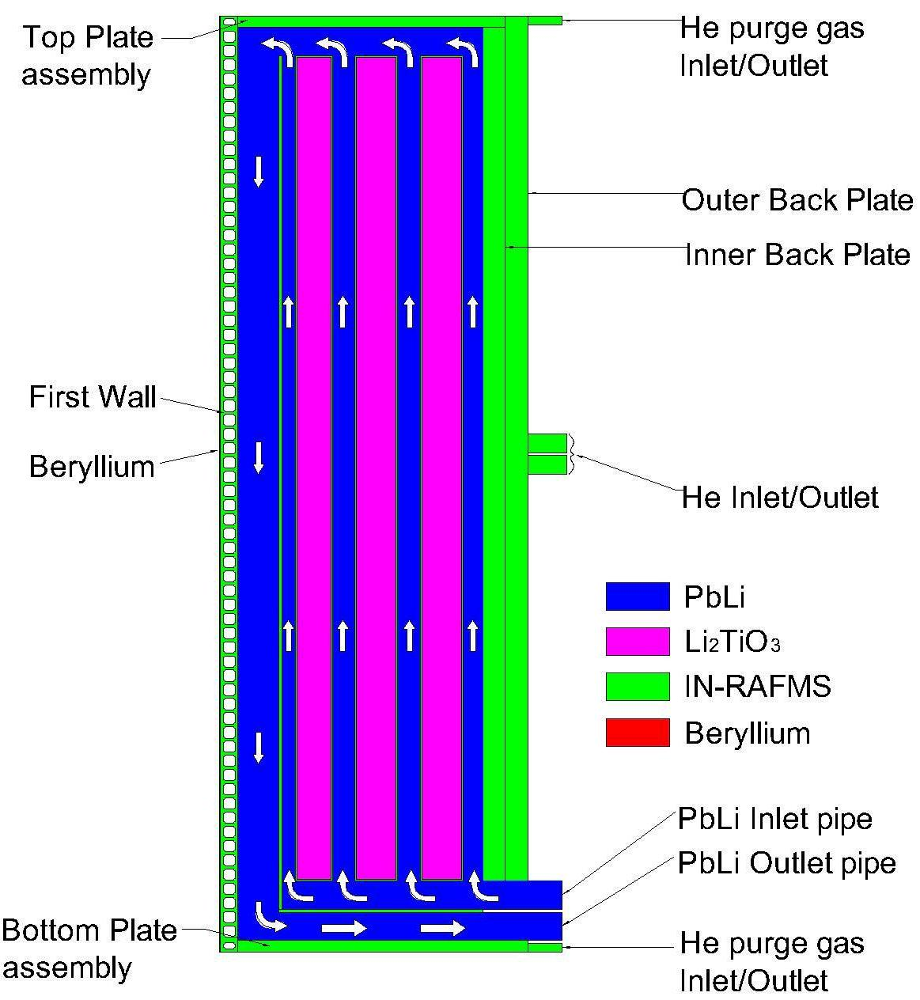 Top Plate
assembly
He purge gas
Inlet/Outlet
Outer Back Plate
Inner Back Plate
First Wall
Beryllium
He Inlet/Outlet
PbLi
Li₂TiO₃
IN-RAFMS
Beryllium
PbLi Inlet pipe
PbLi Outlet pipe
Bottom Plate
assembly
He purge gas
Inlet/Outlet